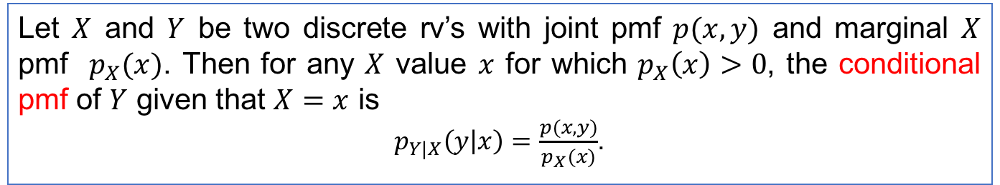 Let X and Y be two discrete rv’s with joint pmf p(x, y) and marginal X
pmf p_X(x). Then for any X value x for which p_X(x) > 0, the conditional
pmf of Y given that X = x is
p_{Y|X}(y|x) = \frac{p(x,y)}{p_X(x)}.